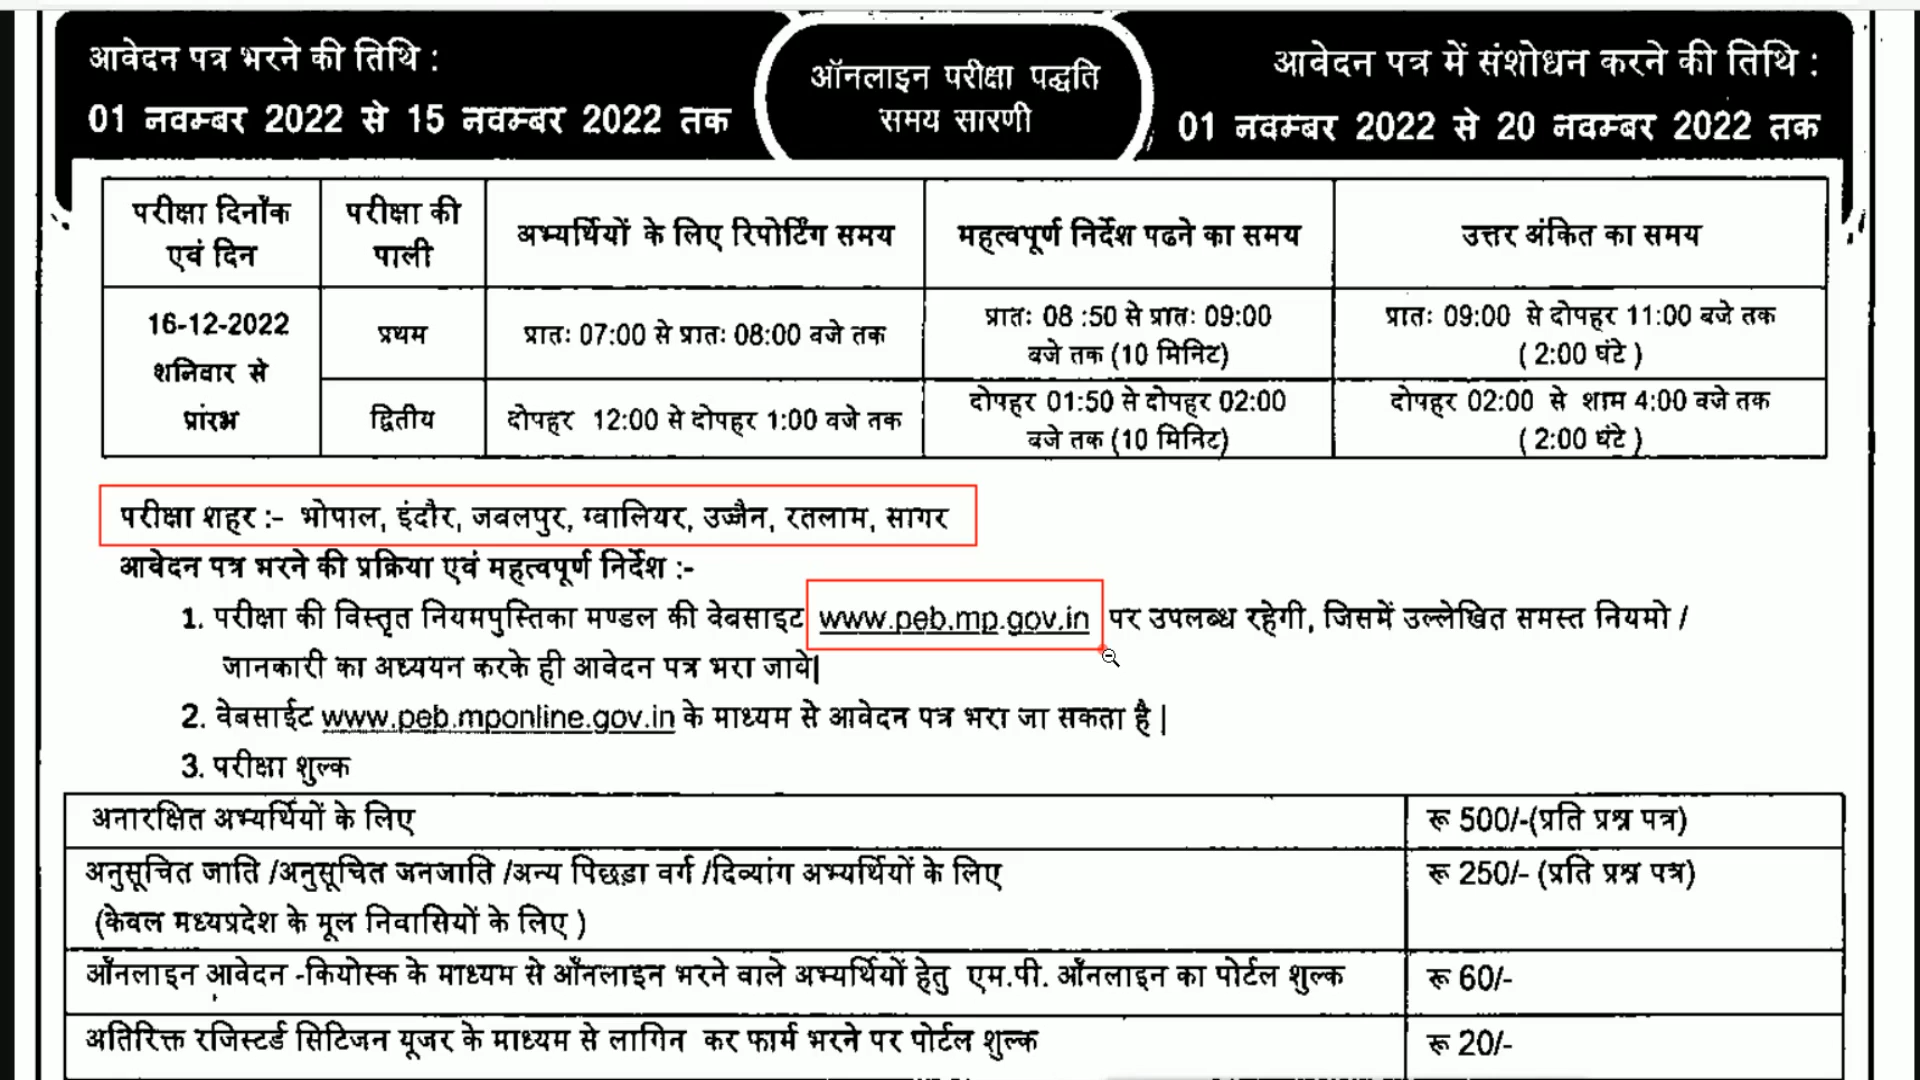 आवेदन पत्र भरने की तिथि :
01 नवम्बर 2022 से 15 नवम्बर 2022 तक
ऑनलाइन परीक्षा पद्धति
समय सारणी
आवेदन पत्र में संशोधन करने की तिथि :
01 नवम्बर 2022 से 20 नवम्बर 2022 तक
परीक्षा दिनाँक
एवं दिन
परीक्षा की
पाली
अभ्यर्थियों के लिए रिपोर्टिंग समय
महत्वपूर्ण निर्देश पढने का समय
उत्तर अंकित का समय
16-12-2022
शनिवार से
प्रांरभ
प्रथम
प्रातः 07:00 से प्रातः 08:00 बजे तक
प्रातः 08 :50 से प्रातः 09:00
बजे तक (10 मिनिट)
प्रातः 09:00 से दोपहर 11:00 बजे तक
( 2:00 घंटे )
द्वितीय
दोपहर 12:00 से दोपहर 1:00 बजे तक
दोपहर 01:50 से दोपहर 02:00
बजे तक (10 मिनिट)
दोपहर 02:00 से शाम 4:00 बजे तक
( 2:00 घंटे )
परीक्षा शहर :- भोपाल, इंदौर, जबलपुर, ग्वालियर, उज्जैन, रतलाम, सागर
आवेदन पत्र भरने की प्रक्रिया एवं महत्वपूर्ण निर्देश :-
1. परीक्षा की विस्तृत नियमपुस्तिका मण्डल की वेबसाइट www.peb.mp.gov.in पर उपलब्ध रहेगी, जिसमें उल्लेखित समस्त नियमो /
जानकारी का अध्ययन करके ही आवेदन पत्र भरा जावे|
2. वेबसाईट www.peb.mponline.gov.in के माध्यम से आवेदन पत्र भरा जा सकता है |
3. परीक्षा शुल्क
अनारक्षित अभ्यर्थियों के लिए
रू 500/-(प्रति प्रश्न पत्र)
अनुसूचित जाति /अनुसूचित जनजाति /अन्य पिछड़ा वर्ग /दिव्यांग अभ्यर्थियों के लिए
(केवल मध्यप्रदेश के मूल निवासियों के लिए )
रू 250/- (प्रति प्रश्न पत्र)
ऑनलाइन आवेदन -कियोस्क के माध्यम से ऑनलाइन भरने वाले अभ्यर्थियों हेतु एम.पी. ऑनलाइन का पोर्टल शुल्क
रू 60/-
अतिरिक्त रजिस्टर्ड सिटिजन यूजर के माध्यम से लागिन कर फार्म भरने पर पोर्टल शुल्क
रू 20/-